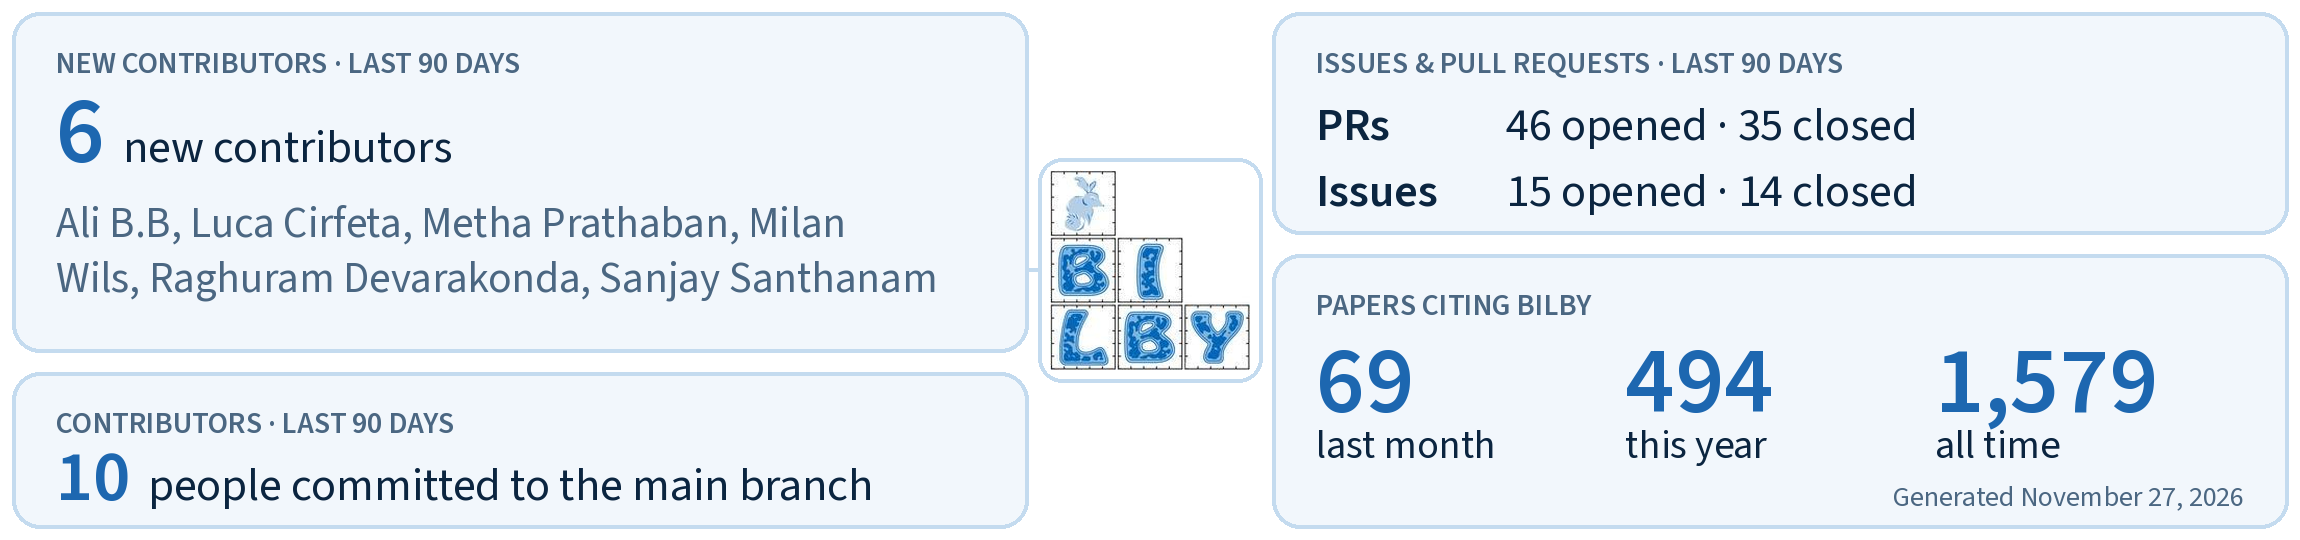 NEW CONTRIBUTORS · LAST 90 DAYS
6 new contributors
Ali B.B, Luca Cirfeta, Metha Prathaban, Milan
Wils, Raghuram Devarakonda, Sanjay Santhanam
CONTRIBUTORS · LAST 90 DAYS
10 people committed to the main branch
B I
L B Y
ISSUES & PULL REQUESTS · LAST 90 DAYS
PRs 46 opened · 35 closed
Issues 15 opened · 14 closed
PAPERS CITING BILBY
69 494 1,579
last month this year all time
Generated November 27, 2026